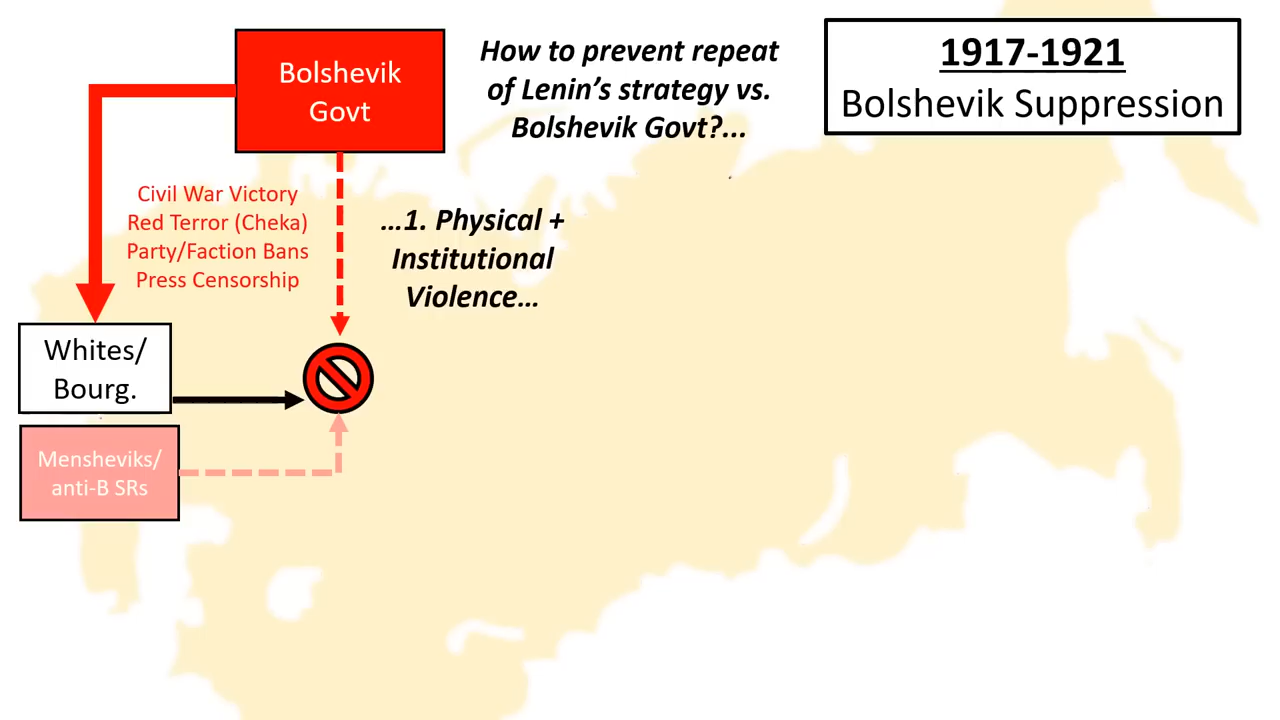 Bolshevik
Govt
How to prevent repeat
of Lenin’s strategy vs.
Bolshevik Govt?...
1917-1921
Bolshevik Suppression
Civil War Victory
Red Terror (Cheka)
Party/Faction Bans
Press Censorship
…1. Physical +
Institutional
Violence…
Whites/
Bourg.
Mensheviks/
anti-B SRs